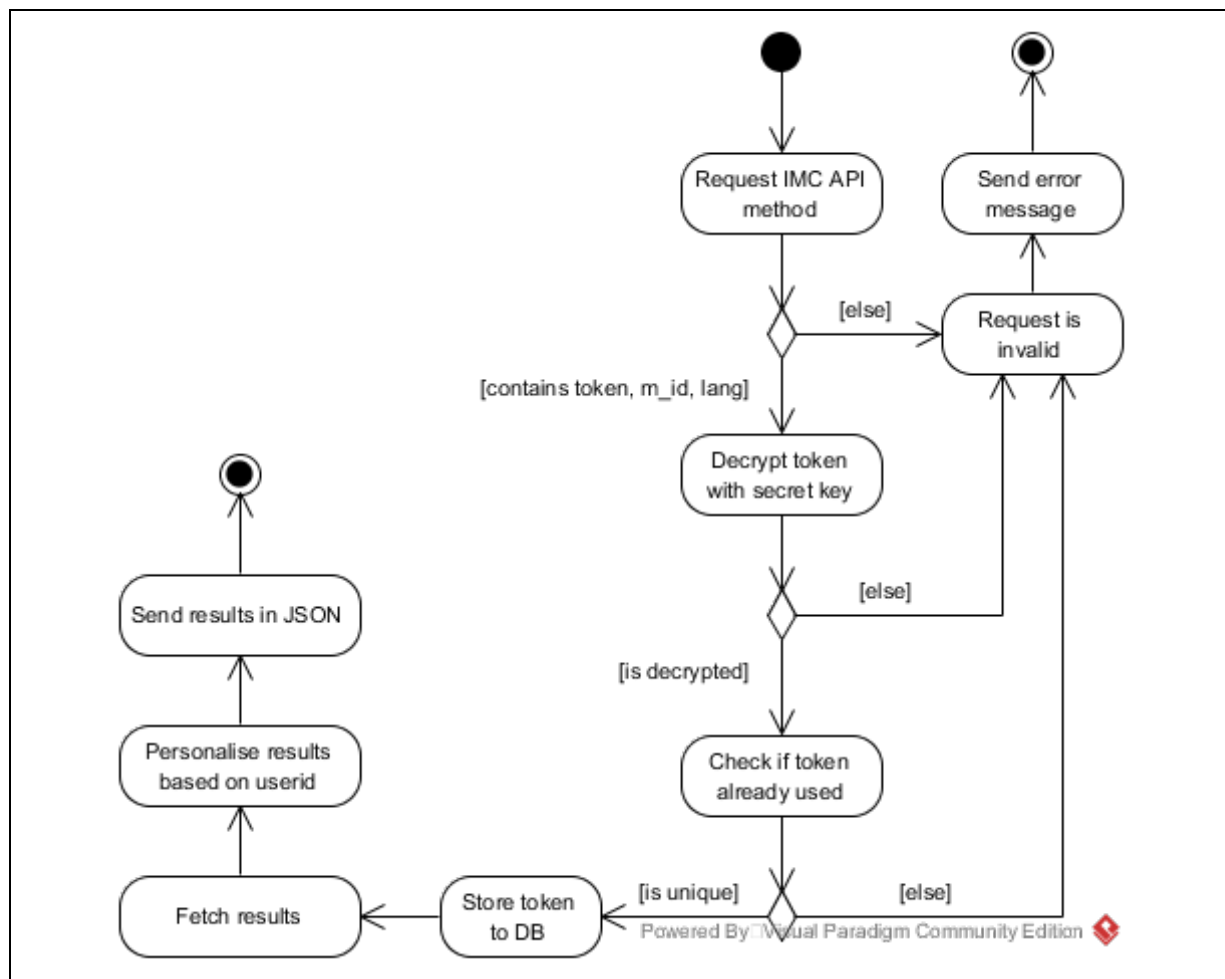 Request IMC API
method
Send error
message
[else]
Request is
invalid
[contains token, m_id, lang]
Decrypt token
with secret key
[else]
[is decrypted]
Send results in JSON
Personalise results
based on userid
Check if token
already used
[is unique]
[else]
Fetch results
Store token
to DB
Powered By Visual Paradigm Community Edition